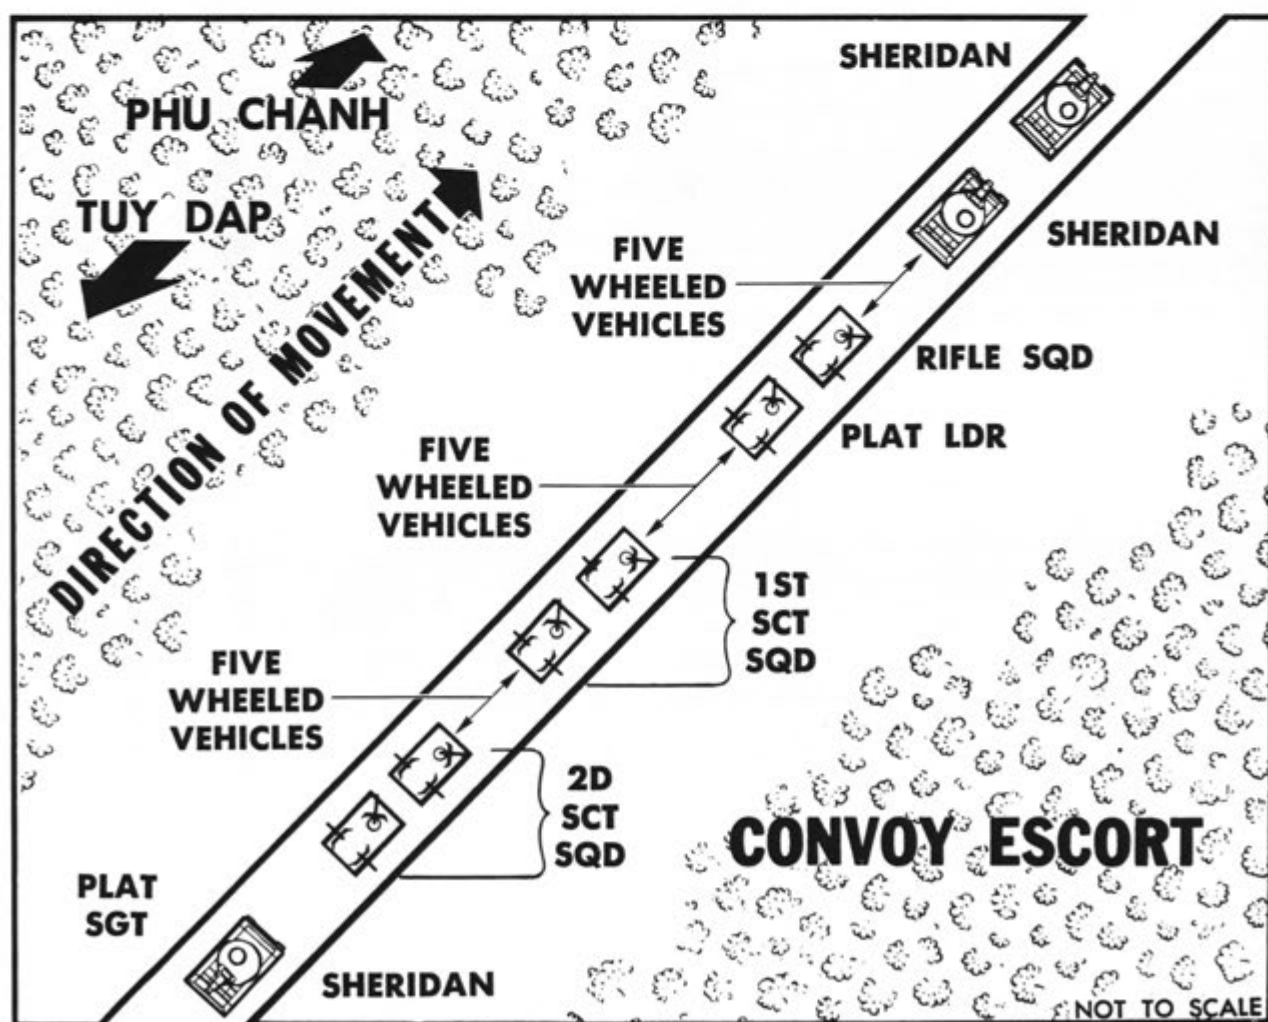 SHERIDAN
PHU CHANH
TUY DAP
DIRECTION OF MOVEMENT
SHERIDAN
FIVE
WHEELED
VEHICLES
RIFLE SQD
PLAT LDR
FIVE
WHEELED
VEHICLES
1ST
SCT
SQD
FIVE
WHEELED
VEHICLES
2D
SCT
SQD
CONVOY ESCORT
PLAT
SGT
SHERIDAN
NOT TO SCALE